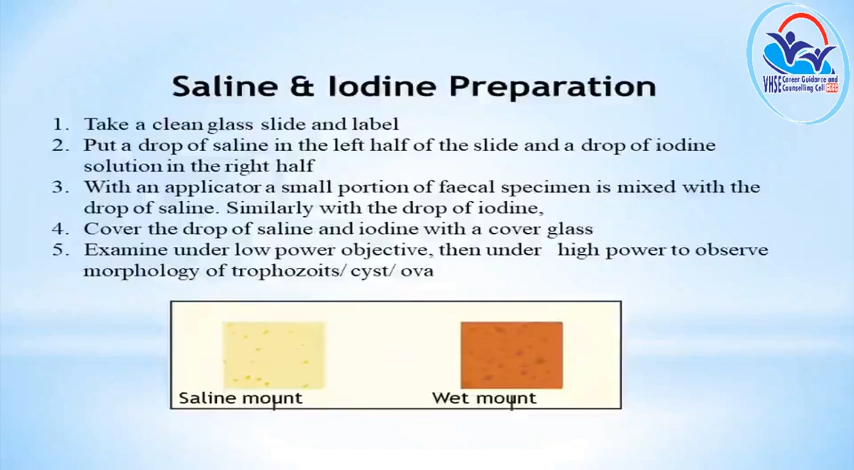 VHSE Career Guidance and
Counselling Cell
Saline & Iodine Preparation
1. Take a clean glass slide and label
2. Put a drop of saline in the left half of the slide and a drop of iodine
solution in the right half
3. With an applicator a small portion of faecal specimen is mixed with the
drop of saline. Similarly with the drop of iodine,
4. Cover the drop of saline and iodine with a cover glass
5. Examine under low power objective, then under high power to observe
morphology of trophozoits/ cyst/ ova
Saline mount
Wet mount